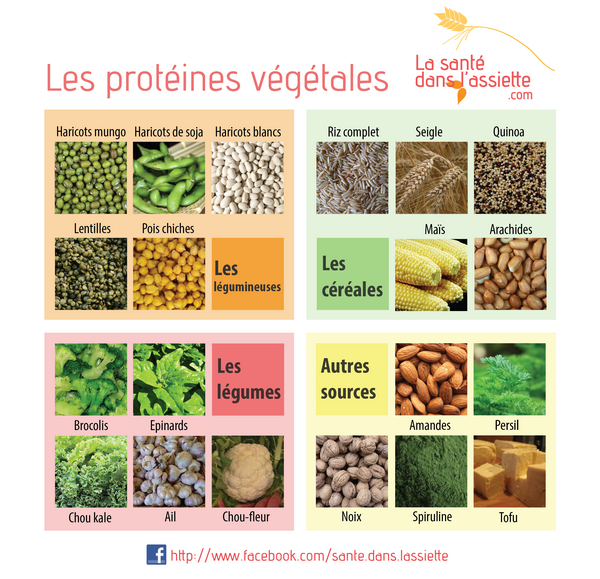 Les protéines végétales
La santé
dans l'assiette
.com
Haricots mungo
Haricots de soja
Haricots blancs
Lentilles
Pois chiches
Les
légumineuses
Riz complet
Seigle
Quinoa
Les
céréales
Maïs
Arachides
Les
légumes
Brocolis
Epinards
Chou kale
Ail
Chou-fleur
Autres
sources
Amandes
Persil
Noix
Spiruline
Tofu
f http://www.facebook.com/sante.dans.lassiette